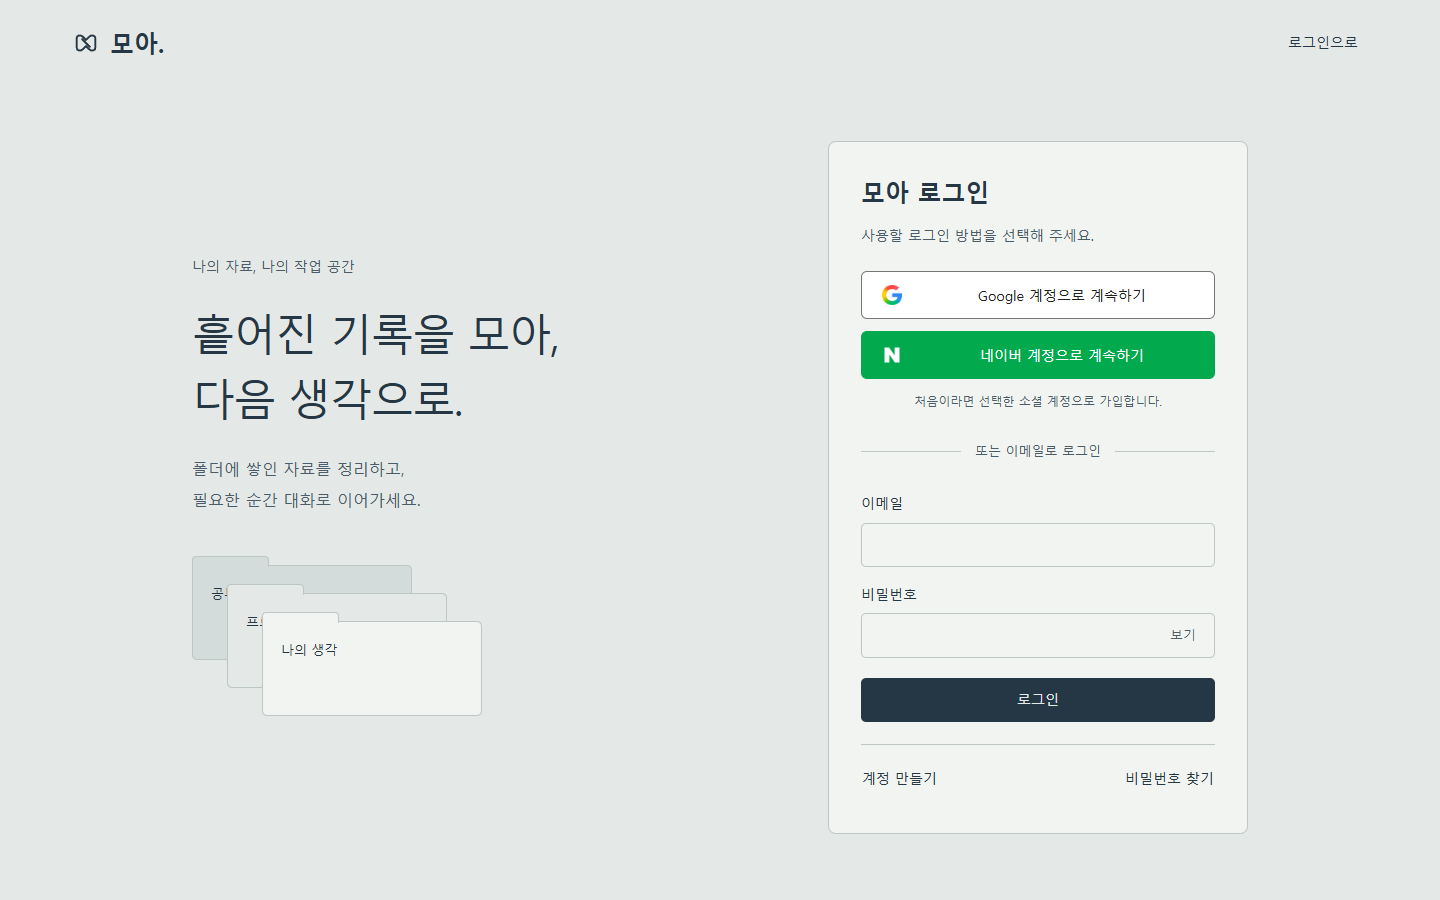 모아.
로그인으로
나의 자료, 나의 작업 공간
흩어진 기록을 모아,
다음 생각으로.
폴더에 쌓인 자료를 정리하고,
필요한 순간 대화로 이어가세요.
나의 생각
모아 로그인
사용할 로그인 방법을 선택해 주세요.
Google 계정으로 계속하기
네이버 계정으로 계속하기
처음이라면 선택한 소셜 계정으로 가입합니다.
또는 이메일로 로그인
이메일
비밀번호
보기
로그인
계정 만들기
비밀번호 찾기